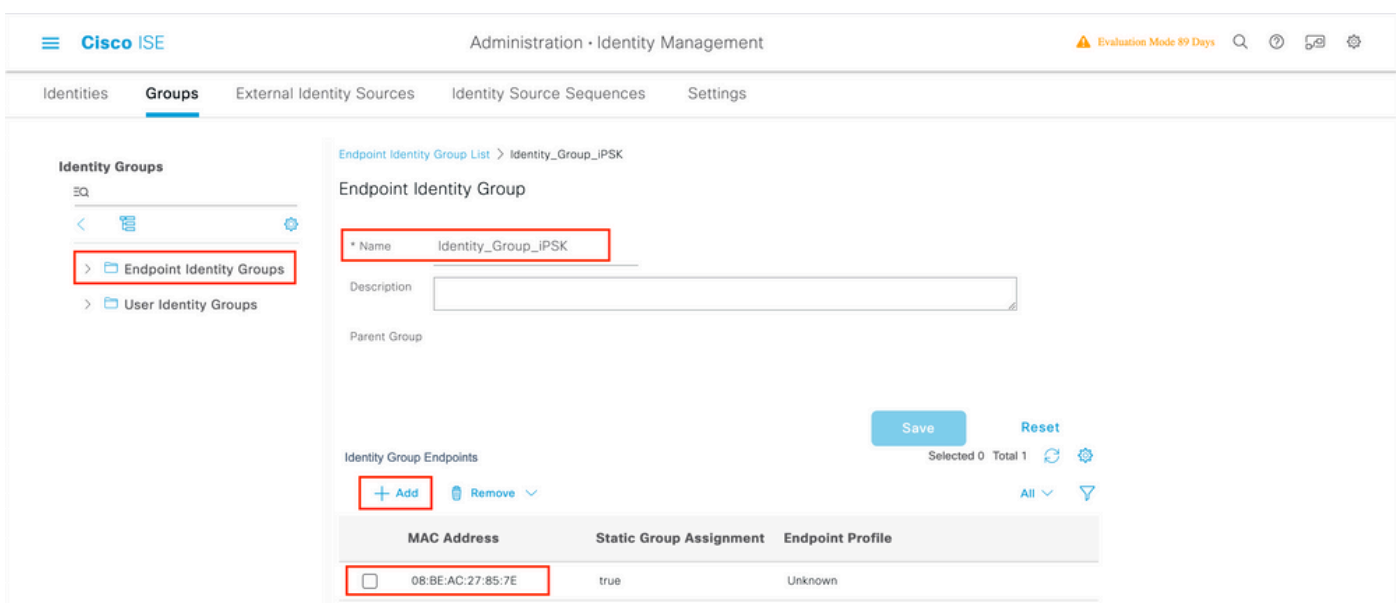 Cisco ISE
Administration · Identity Management
Evaluation Mode 89 Days
Identities Groups External Identity Sources Identity Source Sequences Settings
Identity Groups
Endpoint Identity Groups
User Identity Groups
Endpoint Identity Group List > Identity_Group_iPSK
Endpoint Identity Group
* Name Identity_Group_iPSK
Description
Parent Group
Save Reset
Identity Group Endpoints
Selected 0 Total 1
+ Add Remove All
MAC Address Static Group Assignment Endpoint Profile
08:BE:AC:27:85:7E true Unknown